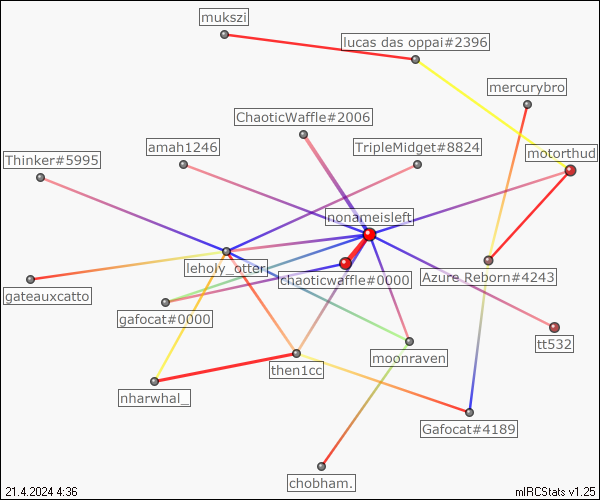 mukszi
lucas das oppai#2396
mercurybro
ChaoticWaffle#2006
amah1246
TripleMidget#8824
motorthud
Thinker#5995
nonameisleft
leholy_otter
chaoticwaffle#0000
Azure Reborn#4243
gateauxcatto
gafocat#0000
tt532
moonraven
then1cc
nharwhal_
Gafocat#4189
chobham.
21.4.2024 4:36
mIRCStats v1.25